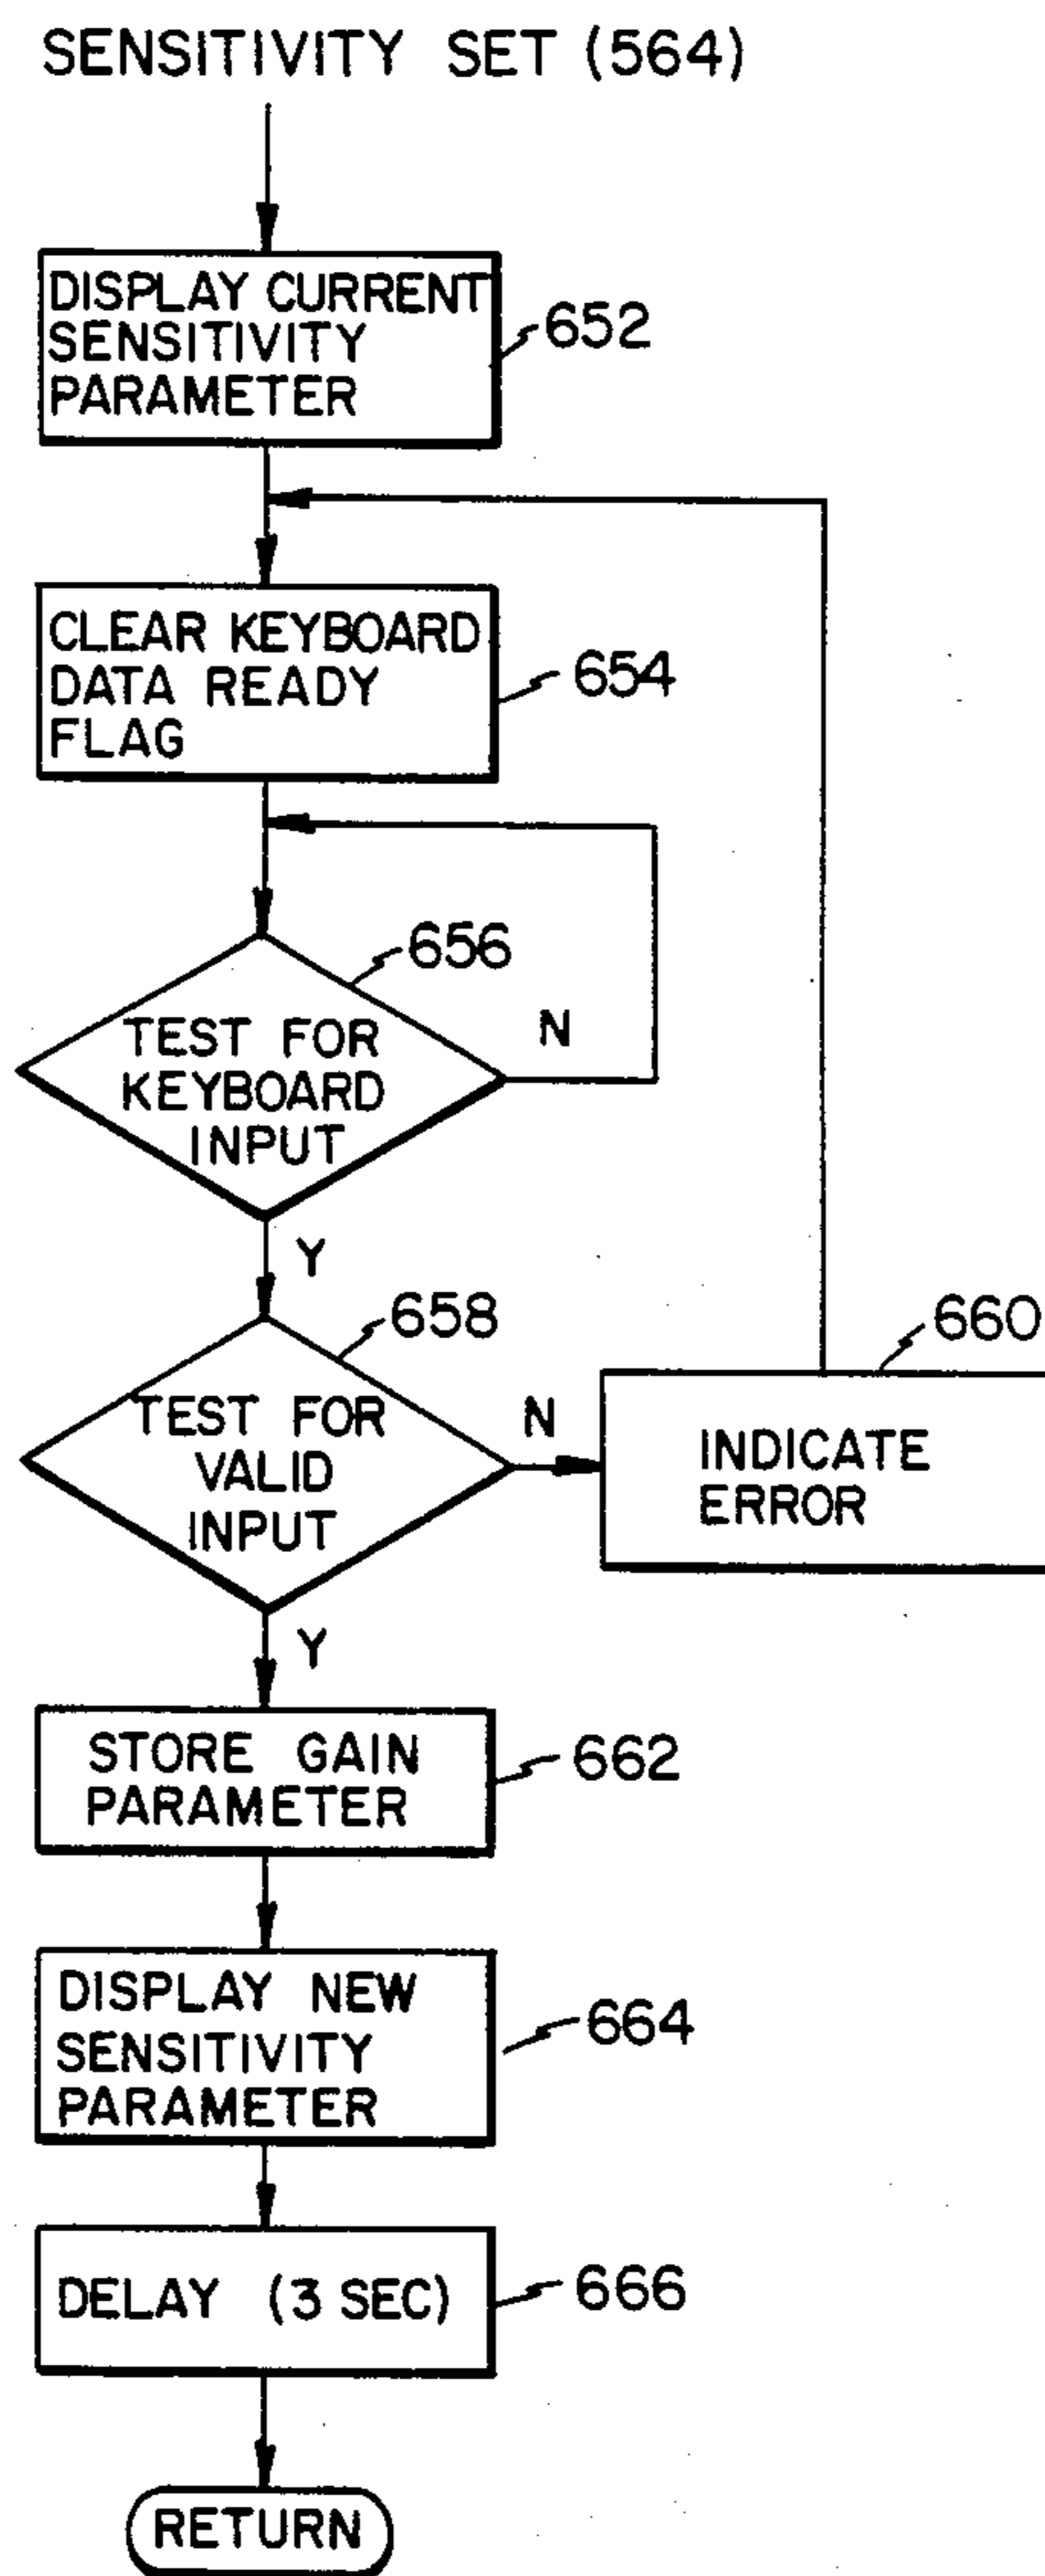 SENSITIVITY SET (564)
DISPLAY CURRENT
SENSITIVITY
PARAMETER
652
CLEAR KEYBOARD
DATA READY
FLAG
654
656
TEST FOR
KEYBOARD
INPUT
N
Y
658
TEST FOR
VALID
INPUT
N
660
INDICATE
ERROR
Y
STORE GAIN
PARAMETER
662
DISPLAY NEW
SENSITIVITY
PARAMETER
664
DELAY (3 SEC)
666
RETURN